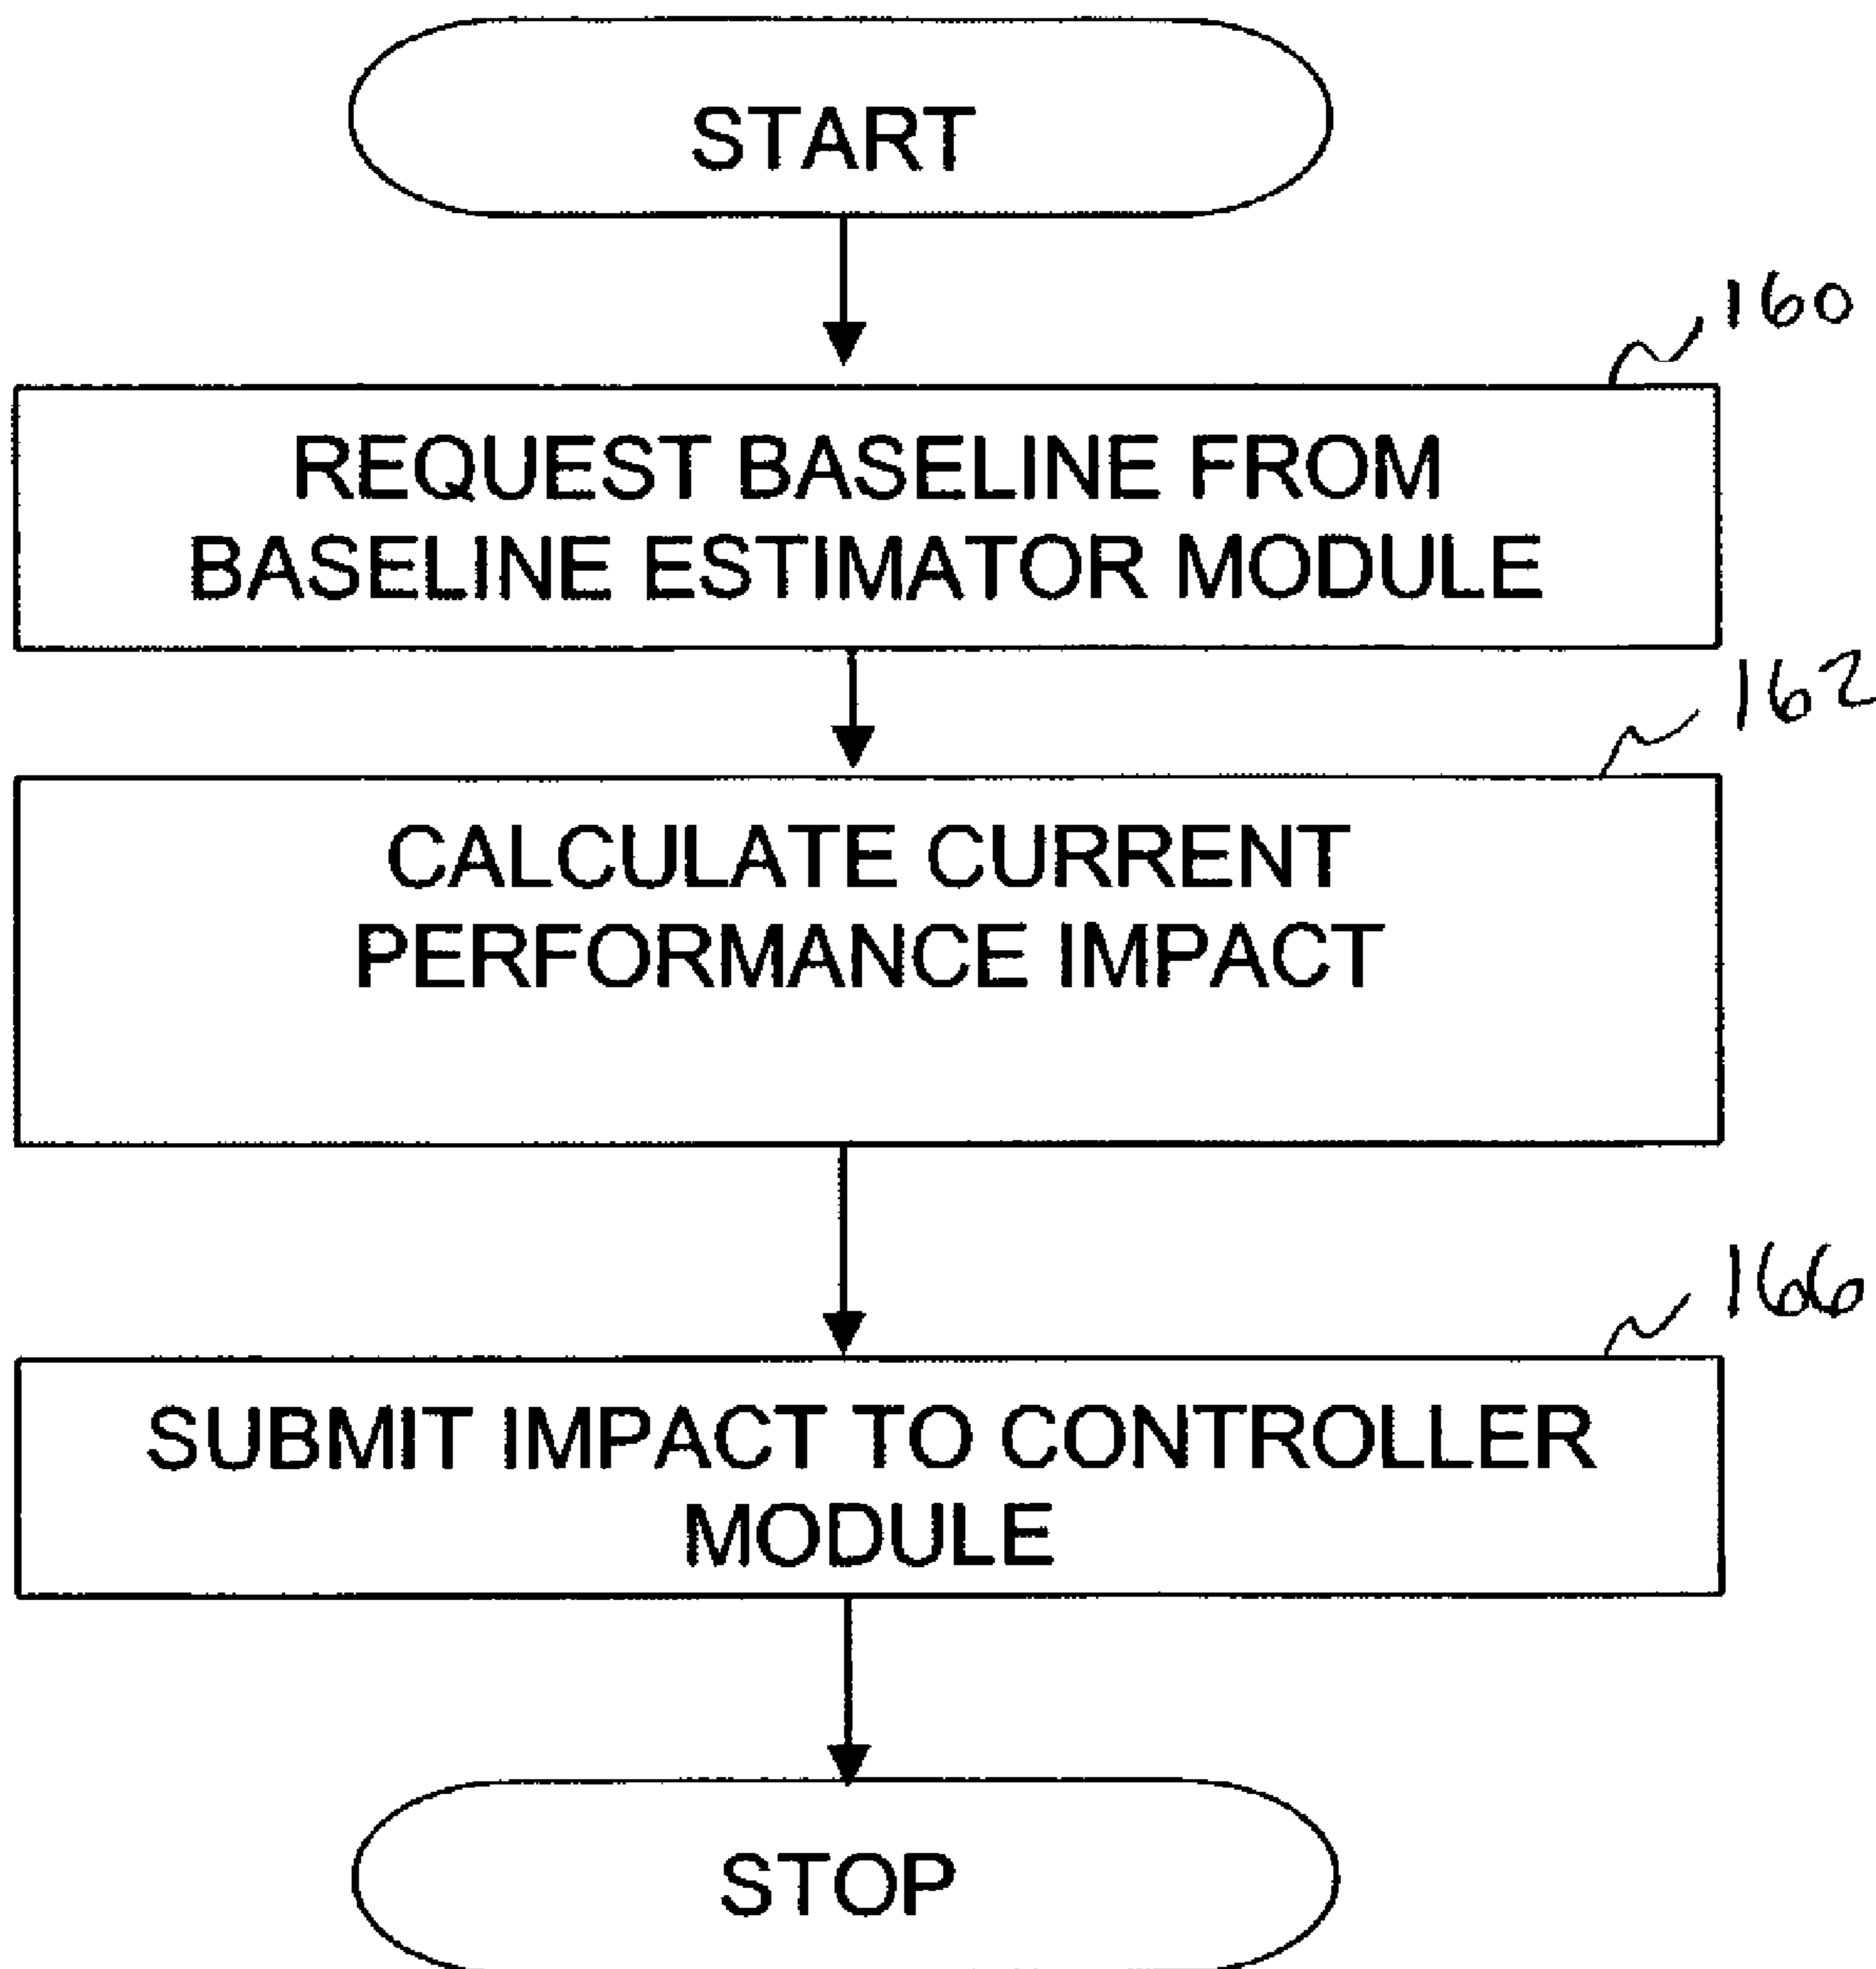 START
160
REQUEST BASELINE FROM
BASELINE ESTIMATOR MODULE
162
CALCULATE CURRENT
PERFORMANCE IMPACT
166
SUBMIT IMPACT TO CONTROLLER
MODULE
STOP